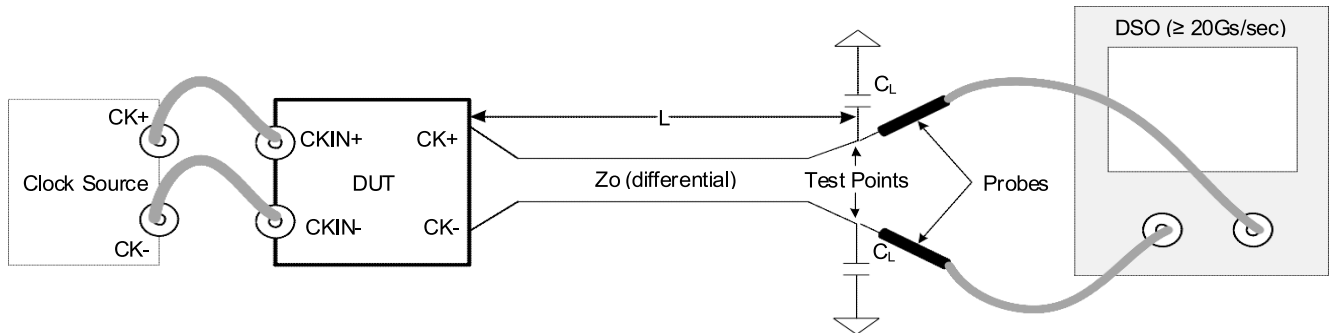 DSO (≥ 20Gs/sec)
CL
CK+
L
CKIN+
CK+
Clock Source
DUT
Zo (differential)
Test Points
Probes
CKIN-
CK-
CK-
CL